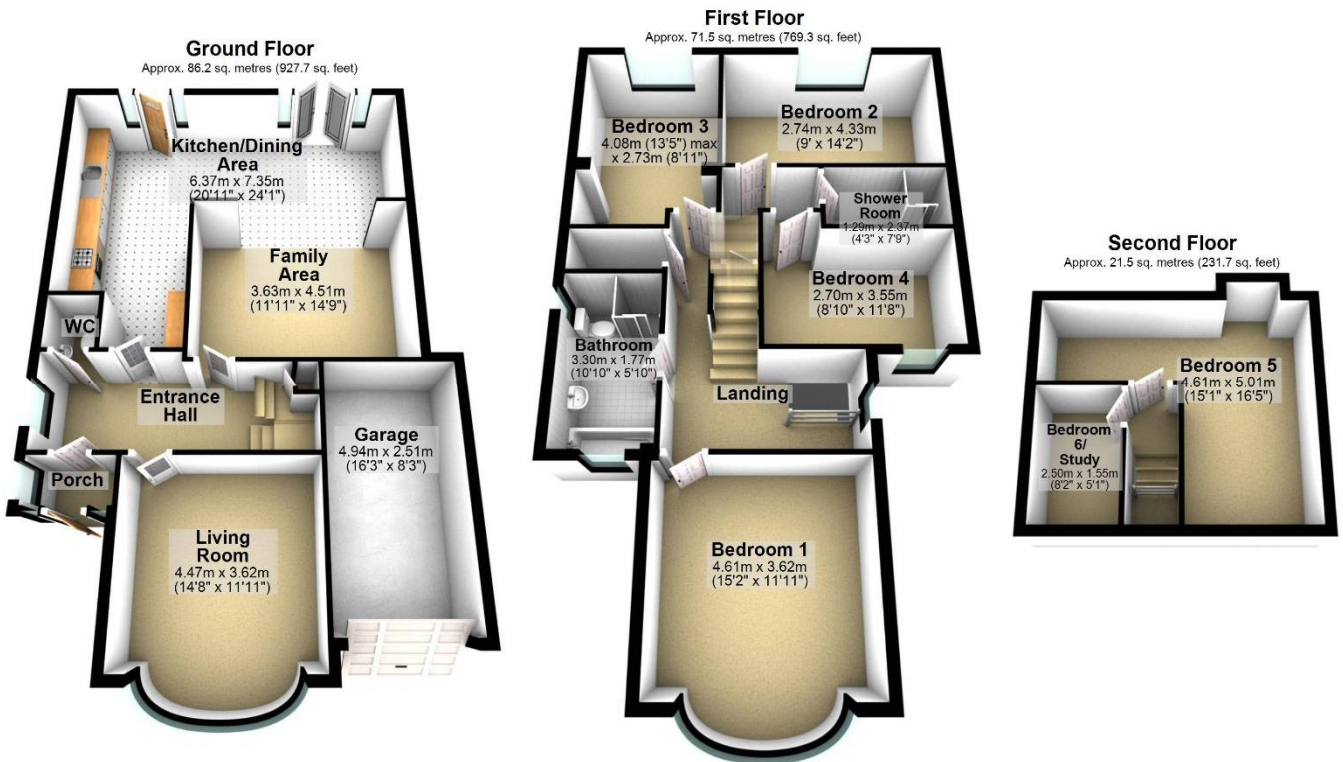 Ground Floor
Approx. 86.2 sq. metres (927.7 sq. feet)
Kitchen/Dining
Area
6.37m x 7.35m
(20'11" x 24'1")
Family
Area
3.63m x 4.51m
(11'11" x 14'9")
WC
Entrance
Hall
Porch
Garage
4.94m x 2.51m
(16'3" x 8'3")
Living
Room
4.47m x 3.62m
(14'8" x 11'11")
First Floor
Approx. 71.5 sq. metres (769.3 sq. feet)
Bedroom 3
4.08m (13'5") max
x 2.73m (8'11")
Bedroom 2
2.74m x 4.33m
(9' x 14'2")
Shower
Room
1.29m x 2.37m
(4'3" x 7'9")
Bedroom 4
2.70m x 3.55m
(8'10" x 11'8")
Bathroom
3.30m x 1.77m
(10'10" x 5'10")
Landing
Bedroom 1
4.61m x 3.62m
(15'2" x 11'11")
Second Floor
Approx. 21.5 sq. metres (231.7 sq. feet)
Bedroom 5
4.61m x 5.01m
(15'1" x 16'5")
Bedroom
6/
Study
2.50m x 1.55m
(8'2" x 5'1")